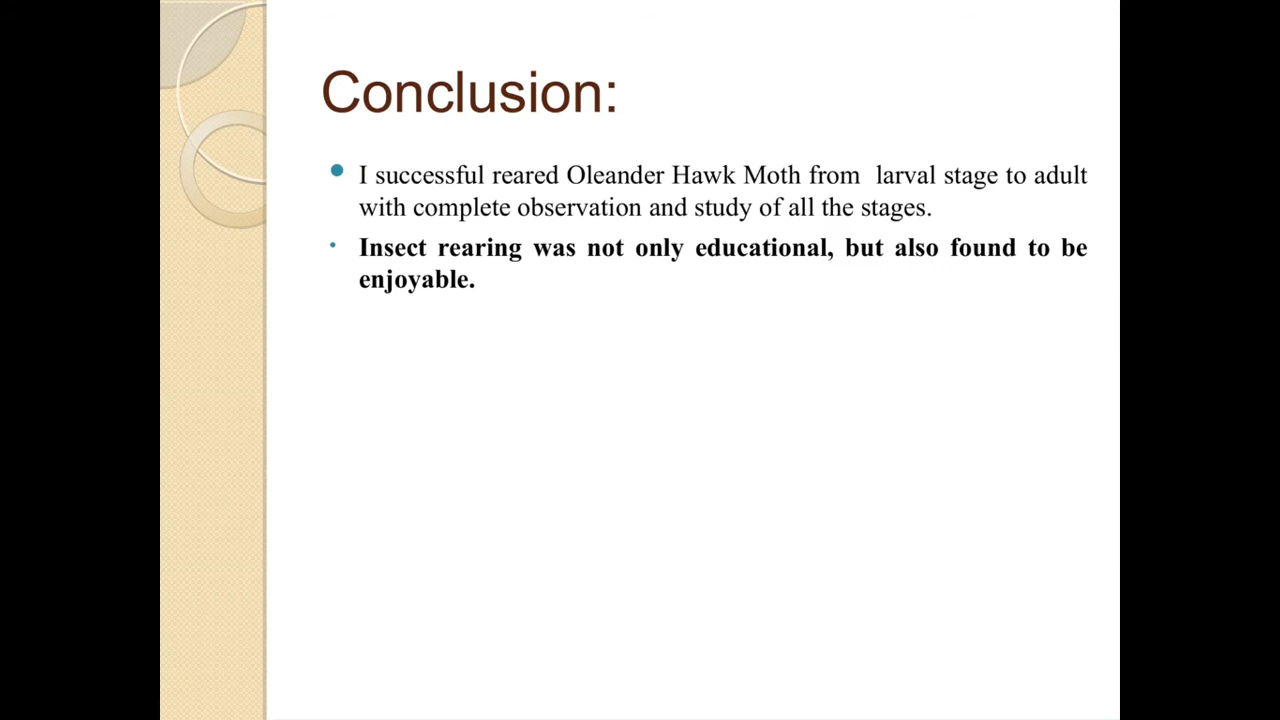 Conclusion:
I successful reared Oleander Hawk Moth from larval stage to adult
with complete observation and study of all the stages.
Insect rearing was not only educational, but also found to be
enjoyable.